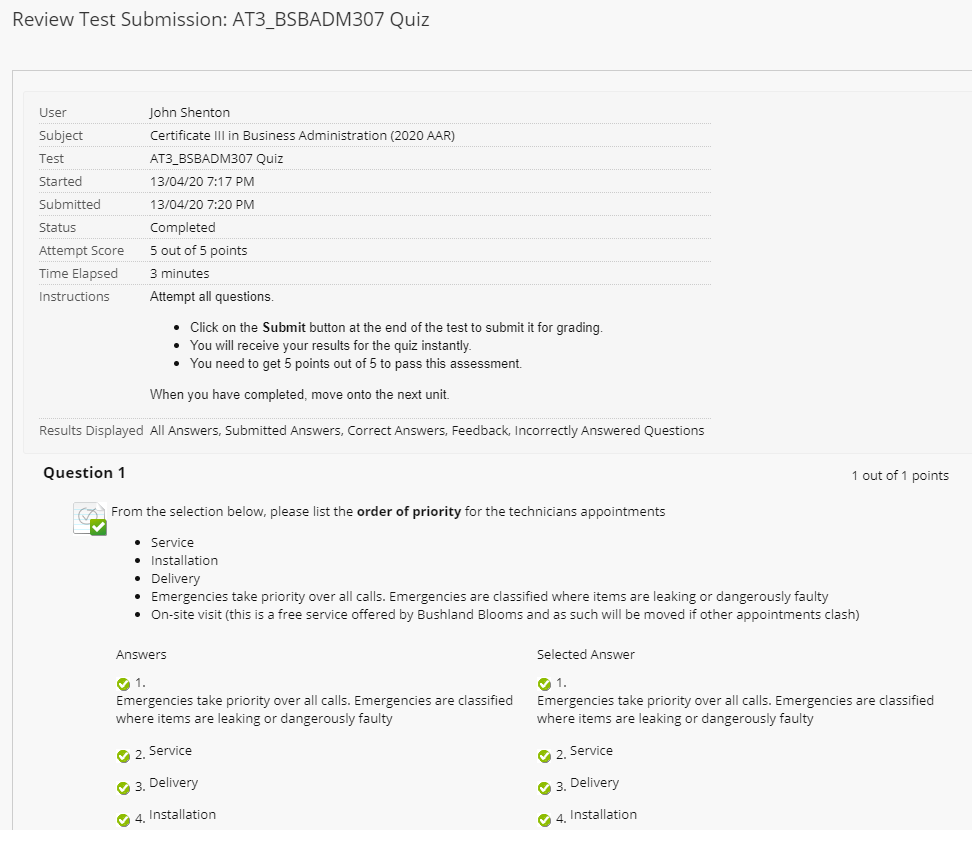 Review Test Submission: AT3_BSBADM307 Quiz
User John Shenton
Subject Certificate III in Business Administration (2020 AAR)
Test AT3_BSBADM307 Quiz
Started 13/04/20 7:17 PM
Submitted 13/04/20 7:20 PM
Status Completed
Attempt Score 5 out of 5 points
Time Elapsed 3 minutes
Instructions Attempt all questions.
• Click on the Submit button at the end of the test to submit it for grading.
• You will receive your results for the quiz instantly.
• You need to get 5 points out of 5 to pass this assessment.
When you have completed, move onto the next unit.
Results Displayed All Answers, Submitted Answers, Correct Answers, Feedback, Incorrectly Answered Questions
Question 1 1 out of 1 points
From the selection below, please list the order of priority for the technicians appointments
• Service
• Installation
• Delivery
• Emergencies take priority over all calls. Emergencies are classified where items are leaking or dangerously faulty
• On-site visit (this is a free service offered by Bushland Blooms and as such will be moved if other appointments clash)
Answers
1.
Emergencies take priority over all calls. Emergencies are classified
where items are leaking or dangerously faulty
2. Service
3. Delivery
4. Installation
Selected Answer
1.
Emergencies take priority over all calls. Emergencies are classified
where items are leaking or dangerously faulty
2. Service
3. Delivery
4. Installation